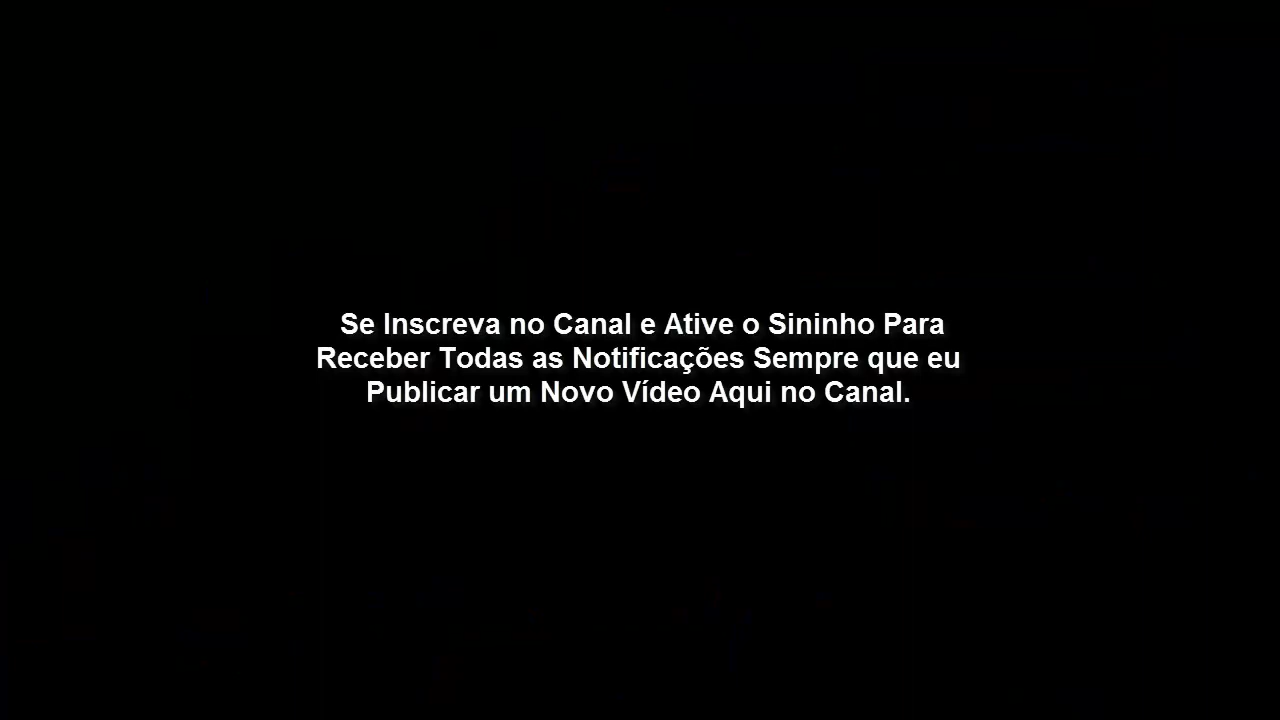 Se Inscreva no Canal e Ative o Sininho Para
Receber Todas as Notificações Sempre que eu
Publicar um Novo Vídeo Aqui no Canal.